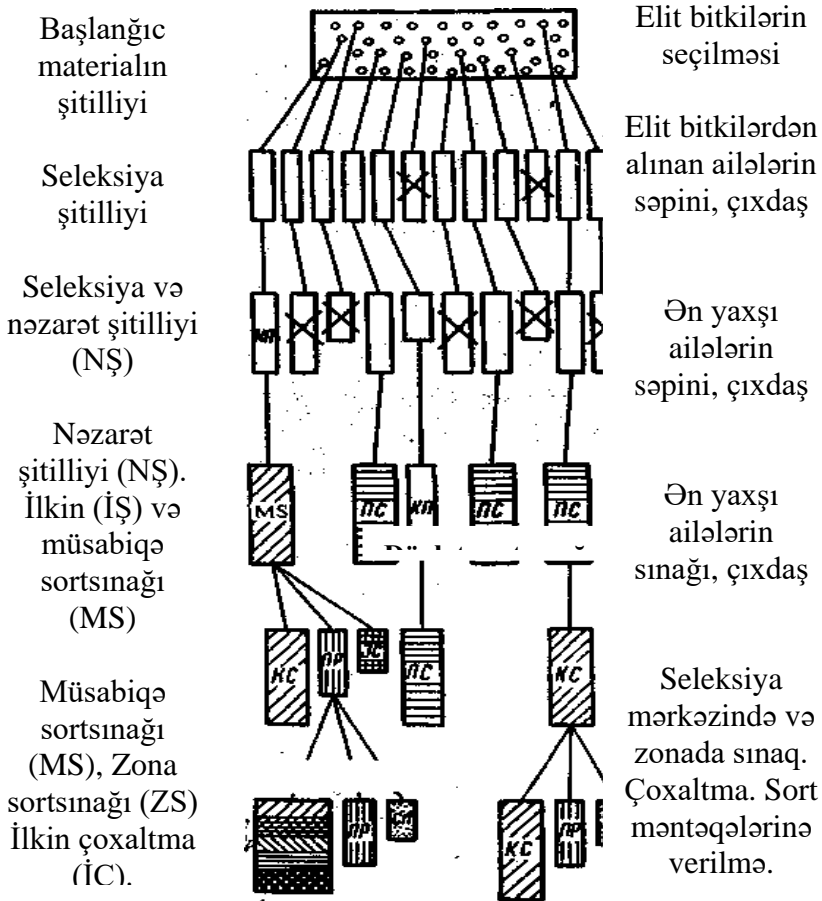 Başlanğıc
materialın
şitilliyi
Elit bitkilərin
seçilməsi
Seleksiya
şitilliyi
Elit bitkilərdən
alınan ailələrin
səpini, çıxdaş
Seleksiya və
nəzarət şitilliyi
(NŞ)
Ən yaxşı
ailələrin
səpini, çıxdaş
Nəzarət
şitilliyi (NŞ).
İlkin (İŞ) və
müsabiqə
sortsınağı
(MS)
MS
ПС
КП
ПС
ПС
Ən yaxşı
ailələrin
sınağı, çıxdaş
КС
ПР
ПС
КС
Müsabiqə
sortsınağı
(MS), Zona
sortsınağı (ZS)
İlkin çoxaltma
(İC).
ПР
КС
ПР
Seleksiya
mərkəzində və
zonada sınaq.
Çoxaltma. Sort
məntəqələrinə
verilmə.